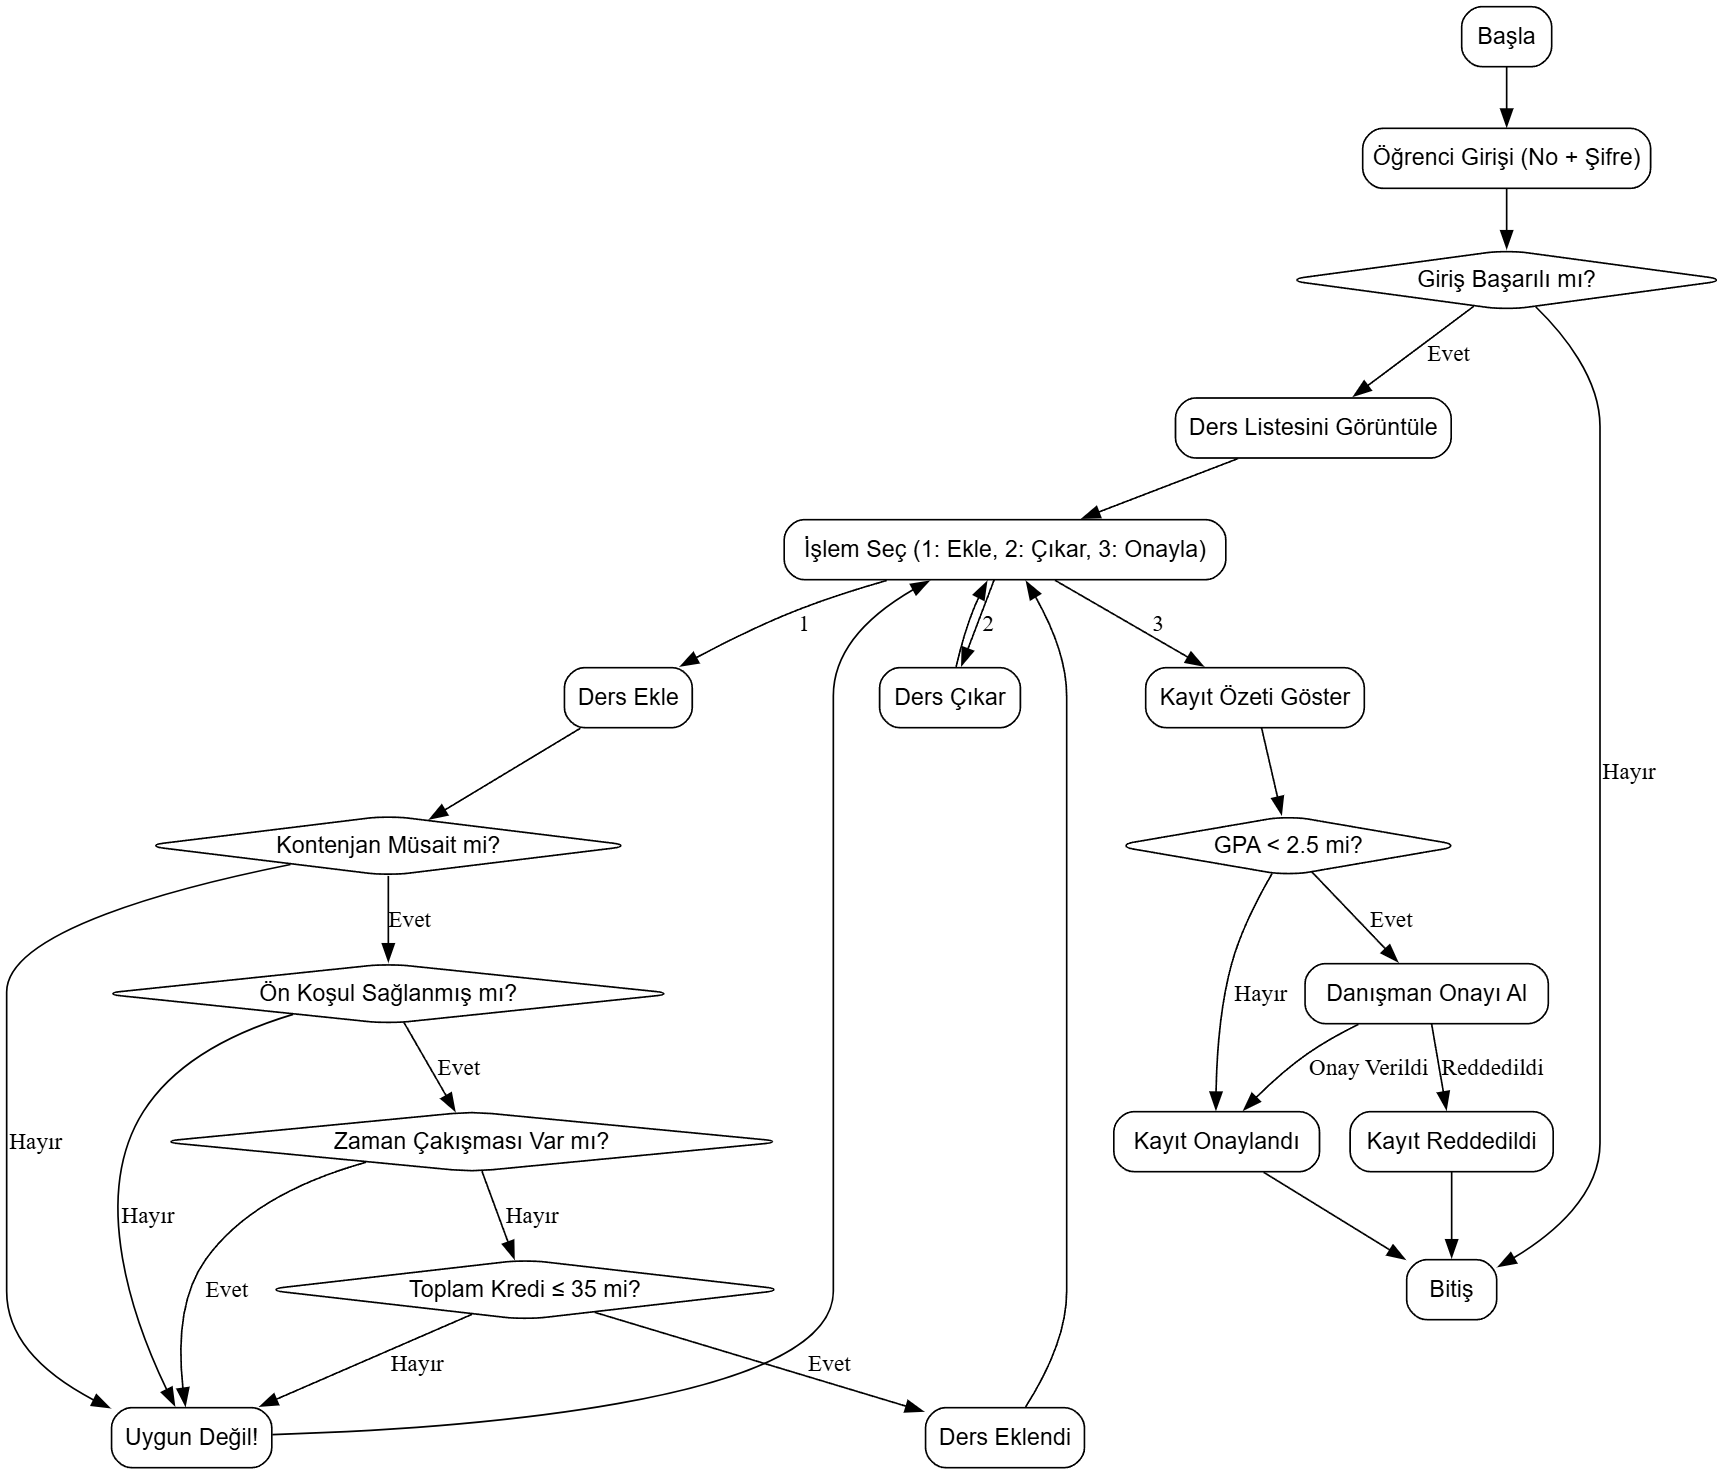 Başla
Öğrenci Girişi (No + Şifre)
Giriş Başarılı mı?
Evet
Hayır
Ders Listesini Görüntüle
İşlem Seç (1: Ekle, 2: Çıkar, 3: Onayla)
1
2
3
Ders Ekle
Ders Çıkar
Kayıt Özeti Göster
Kontenjan Müsait mi?
Hayır
Evet
GPA < 2.5 mi?
Hayır
Evet
Ön Koşul Sağlanmış mı?
Hayır
Evet
Danışman Onayı Al
Onay Verildi
Reddedildi
Zaman Çakışması Var mı?
Evet
Hayır
Kayıt Onaylandı
Kayıt Reddedildi
Toplam Kredi ≤ 35 mi?
Hayır
Evet
Bitiş
Uygun Değil!
Ders Eklendi